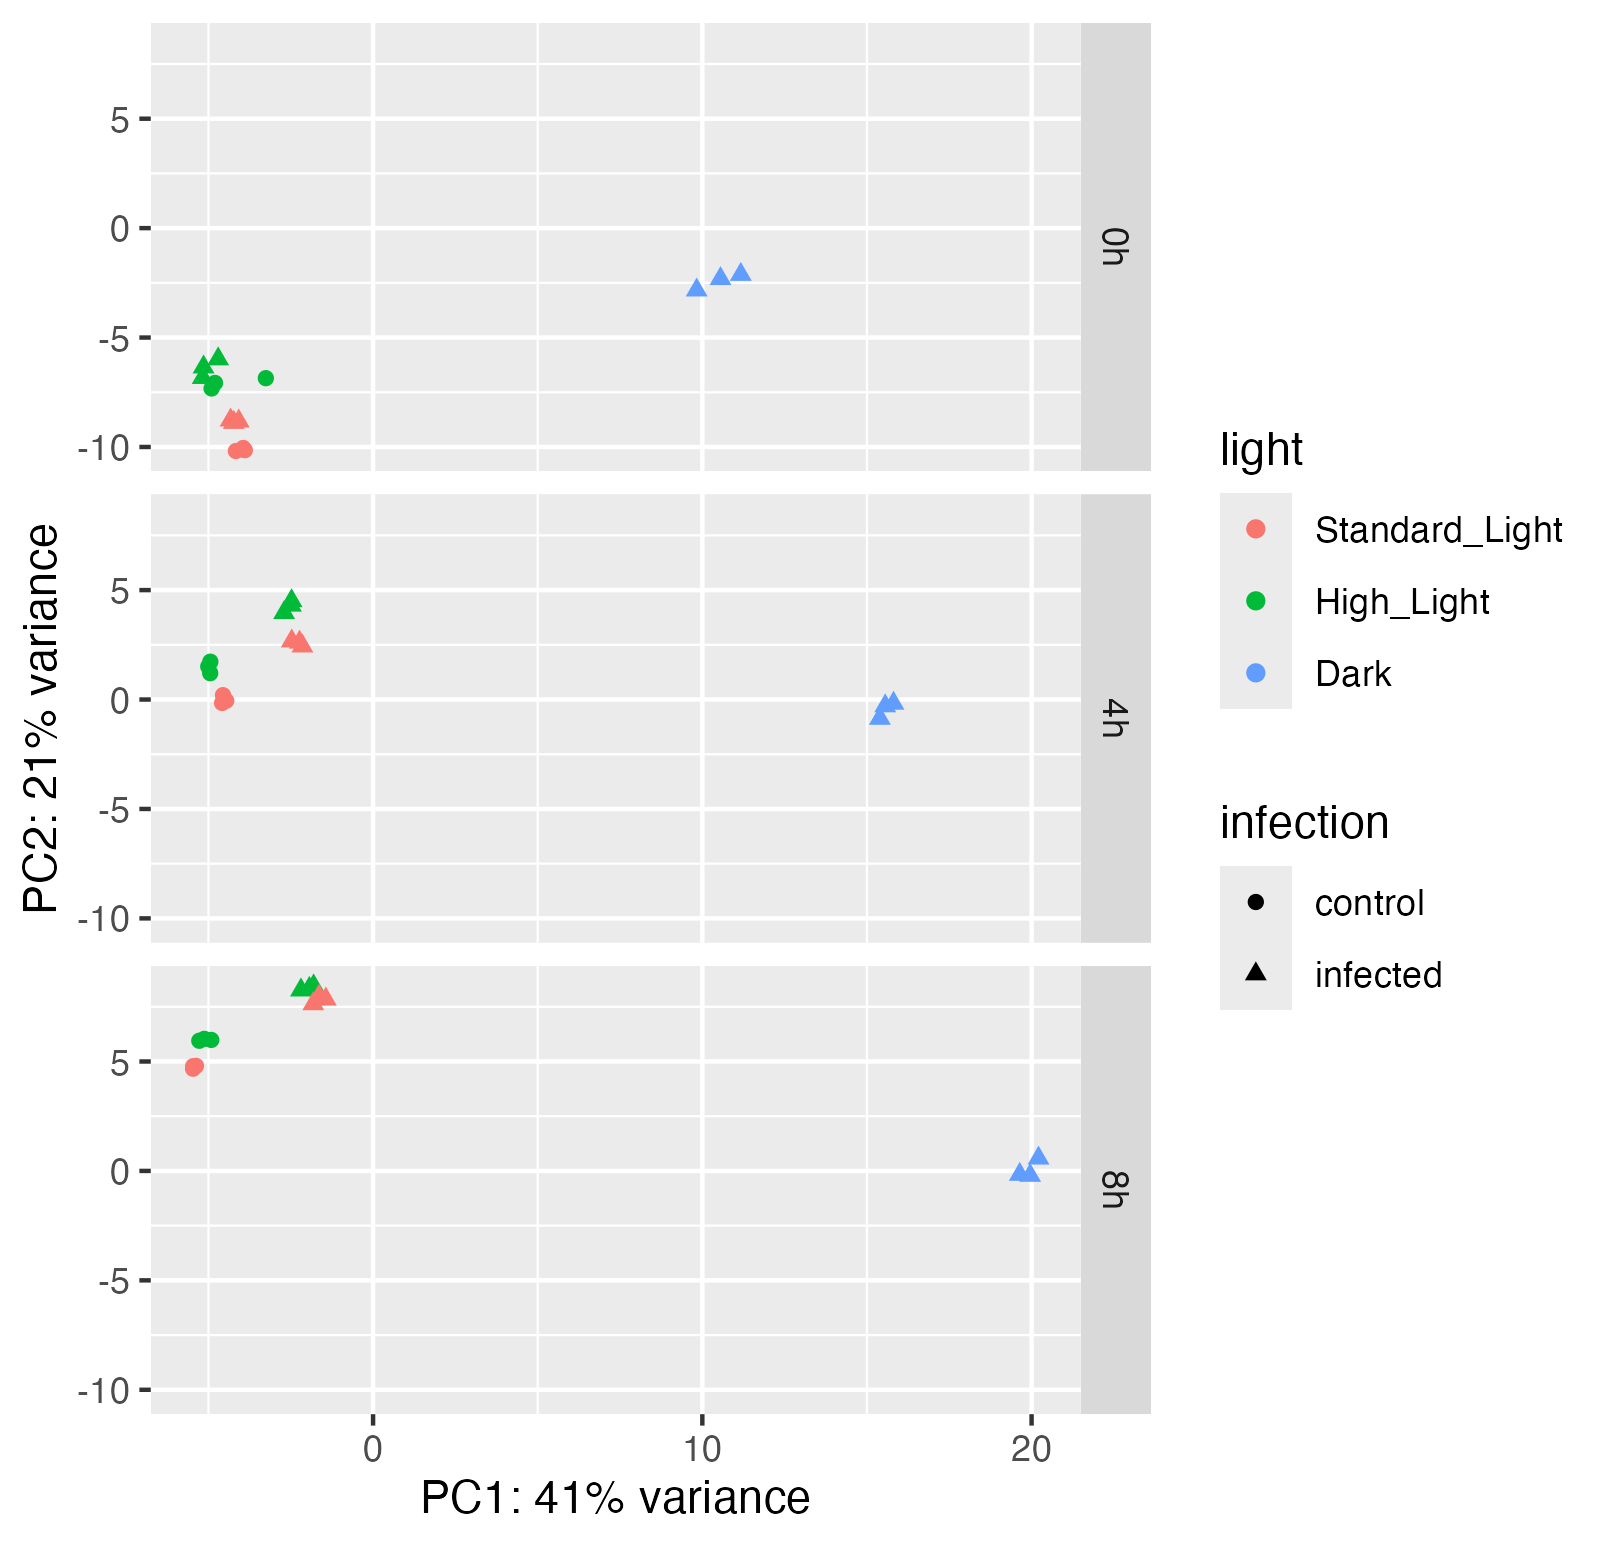 5
0
-5
-10
0h
5
0
-5
-10
4h
5
0
-5
-10
8h
0
10
20
PC1: 41% variance
PC2: 21% variance
light
Standard_Light
High_Light
Dark
infection
control
infected